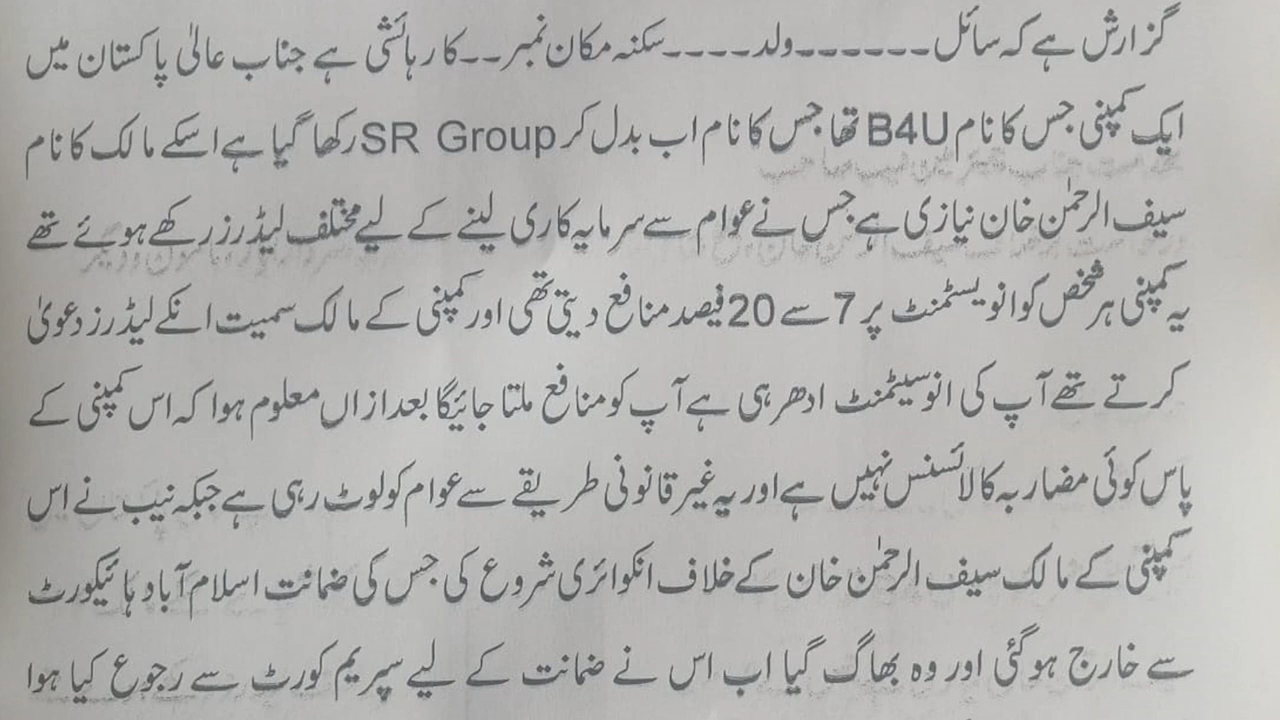 گزارش ہے کہ سائل۔۔۔۔۔۔ولد۔۔۔۔سکنہ مکان نمبر۔۔کا رہائشی ہے جناب عالیٰ پاکستان میں
ایک کمپنی جس کا نام B4U تھا جس کا نام اب بدل کر SR Group رکھا گیا ہے اسکے مالک کا نام
سیف الرحمٰن خان نیازی ہے جس نے عوام سے سرمایہ کاری لینے کے لیے مختلف لیڈرز رکھے ہوئے تھے
یہ کمپنی ہر شخص کو انویسٹمنٹ پر 7 سے 20 فیصد منافع دیتی تھی اور کمپنی کے مالک سمیت انکے لیڈرز دعویٰ
کرتے تھے آپ کی انوسیٹمنٹ ادھر ہی ہے آپ کو منافع ملتا جائیگا بعد ازاں معلوم ہوا کہ اس کمپنی کے
پاس کوئی مضاربہ کا لائسنس نہیں ہے اور یہ غیر قانونی طریقے سے عوام کو لوٹ رہی ہے جبکہ نیب نے اس
کمپنی کے مالک سیف الرحمٰن خان کے خلاف انکوائری شروع کی جس کی ضمانت اسلام آباد ہائیکورٹ
سے خارج ہو گئی اور وہ بھاگ گیا اب اس نے ضمانت کے لیے سپریم کورٹ سے رجوع کیا ہوا